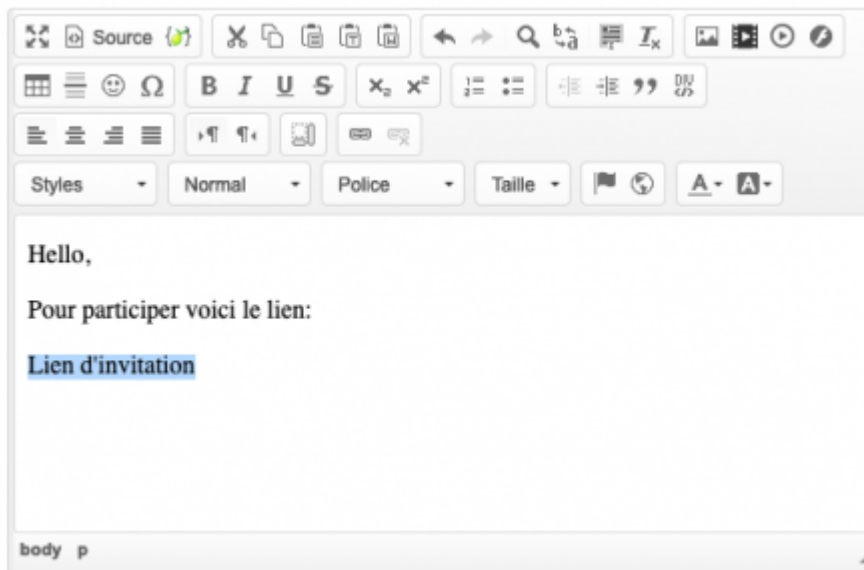 Source
B I U S
Styles Normal Police Taille A A
Hello,
Pour participer voici le lien:
Lien d'invitation
body p